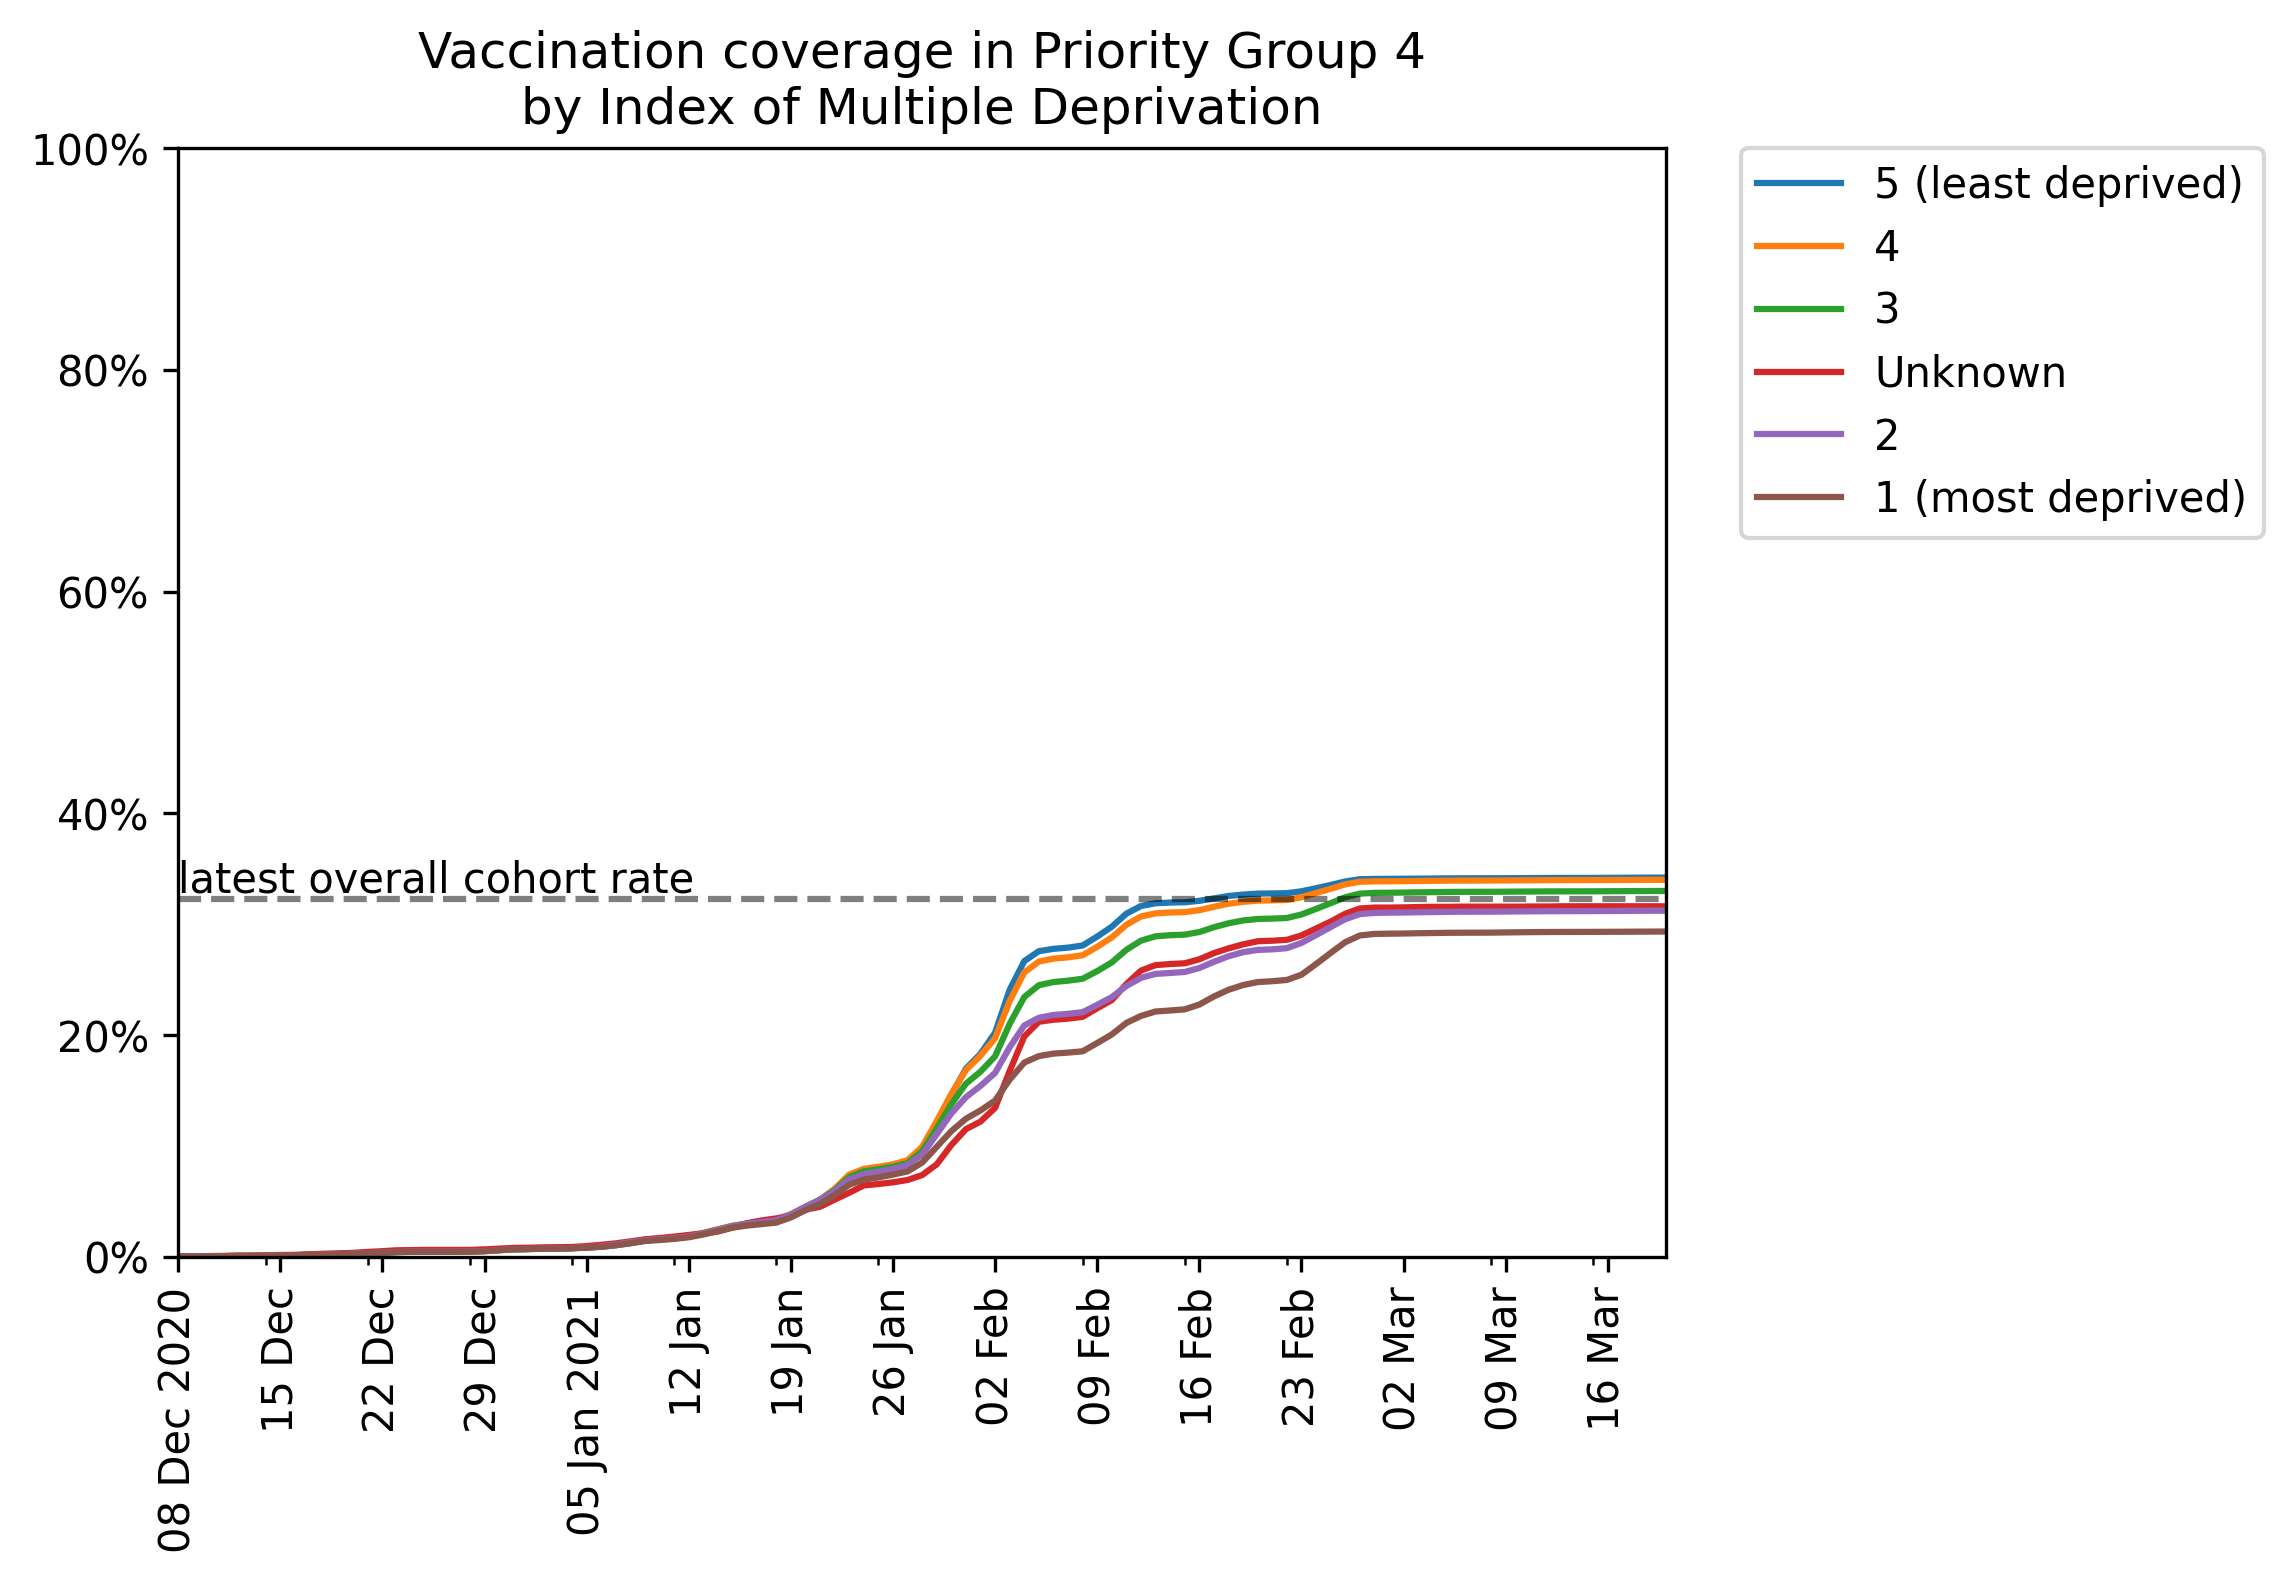 Vaccination coverage in Priority Group 4
by Index of Multiple Deprivation
100%
80%
60%
40%
20%
0%
latest overall cohort rate
08 Dec 2020
15 Dec
22 Dec
29 Dec
05 Jan 2021
12 Jan
19 Jan
26 Jan
02 Feb
09 Feb
16 Feb
23 Feb
02 Mar
09 Mar
16 Mar
5 (least deprived)
4
3
Unknown
2
1 (most deprived)